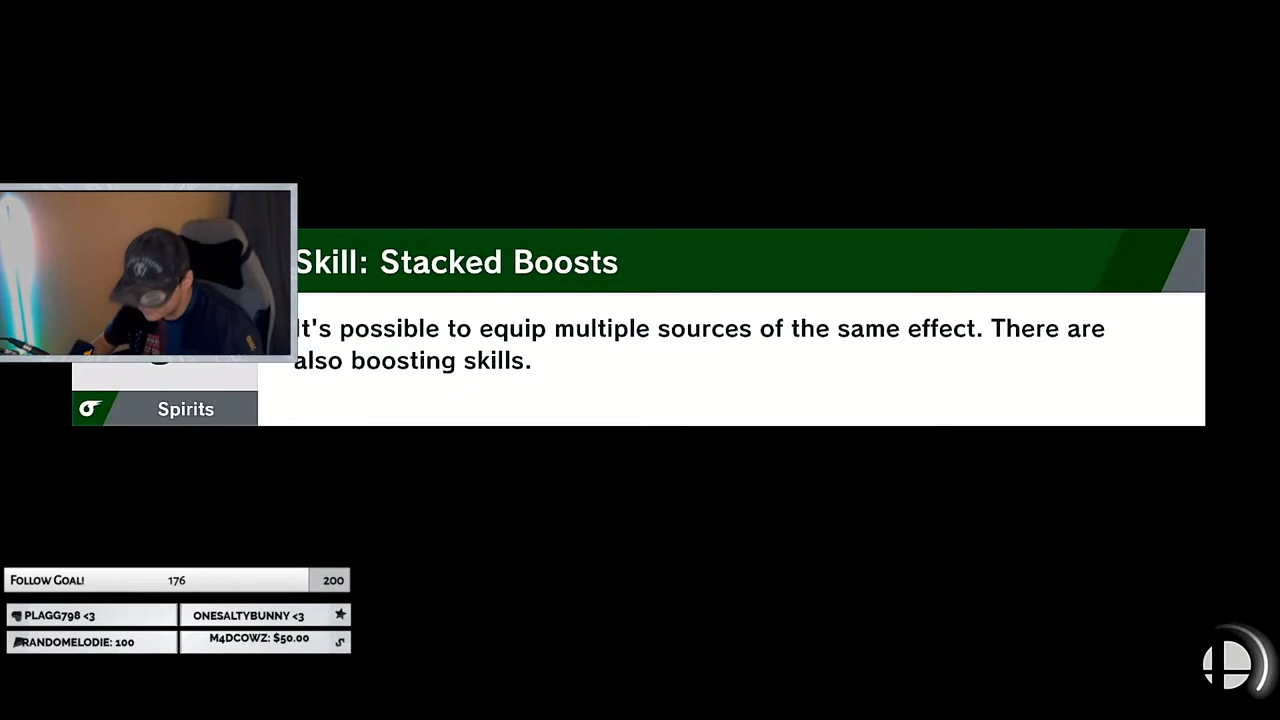 Skill: Stacked Boosts
It's possible to equip multiple sources of the same effect. There are
also boosting skills.
Spirits
FOLLOW GOAL! 176 200
PLAGG798 <3 ONESALTYBUNNY <3
RANDOMELODIE: 100 M4DCOWZ: $50.00